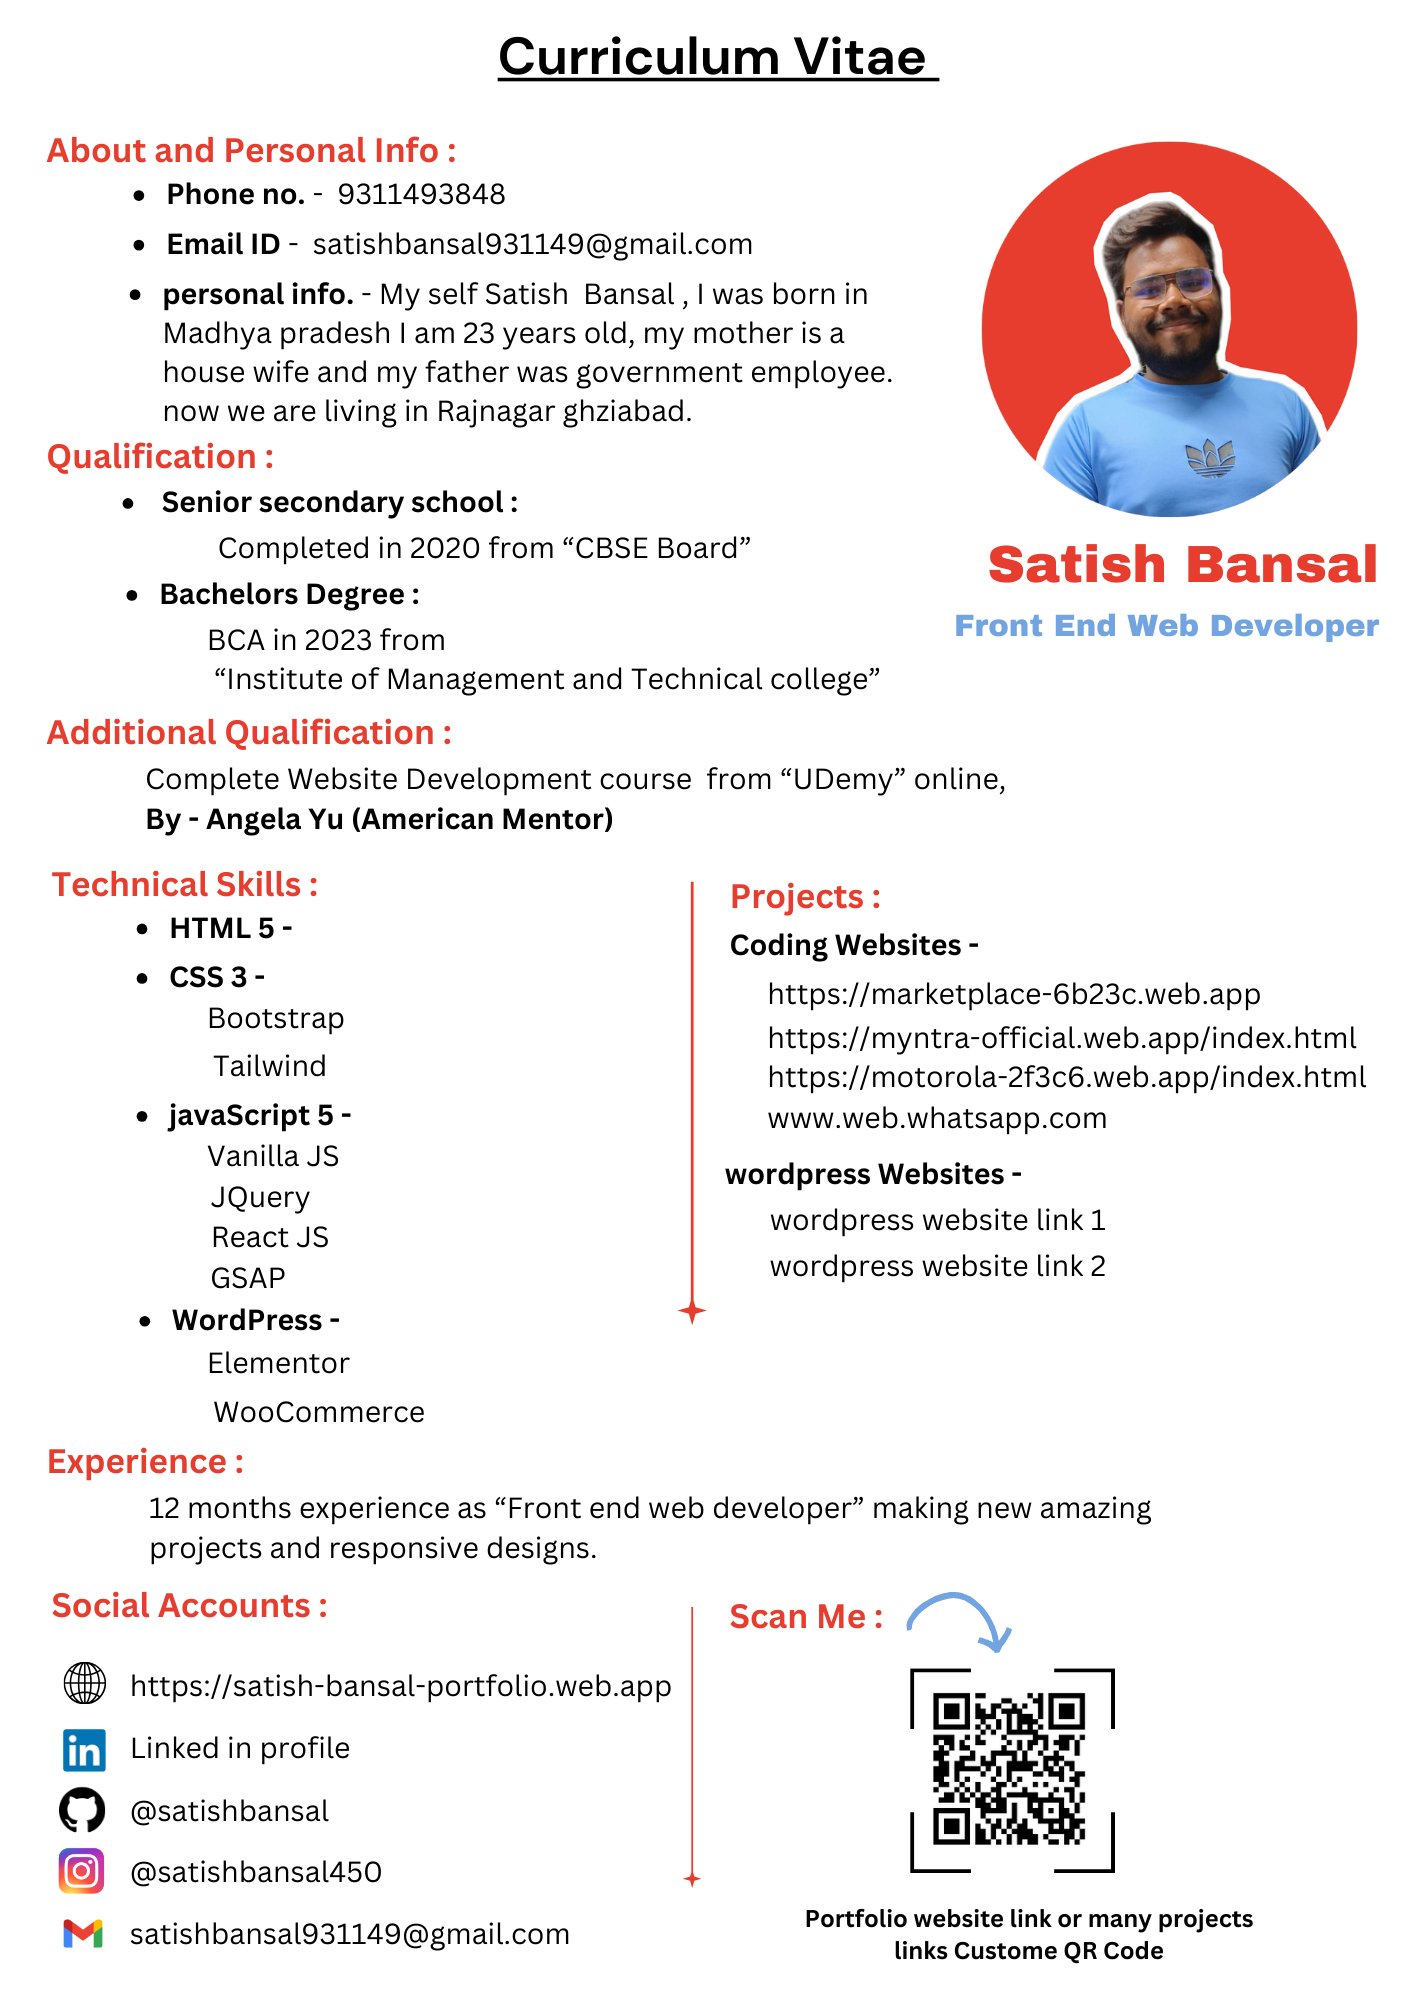 Curriculum Vitae
About and Personal Info :
Phone no. - 9311493848
Email ID - satishbansal931149@gmail.com
personal info. - My self Satish Bansal , I was born in
Madhya pradesh I am 23 years old, my mother is a
house wife and my father was government employee.
now we are living in Rajnagar ghziabad.
Satish Bansal
Front End Web Developer
Qualification :
Senior secondary school :
Completed in 2020 from “CBSE Board”
Bachelors Degree :
BCA in 2023 from
“Institute of Management and Technical college”
Additional Qualification :
Complete Website Development course from “UDemy” online,
By - Angela Yu (American Mentor)
Technical Skills :
HTML 5 -
CSS 3 -
Bootstrap
Tailwind
javaScript 5 -
Vanilla JS
JQuery
React JS
GSAP
WordPress -
Elementor
WooCommerce
Projects :
Coding Websites -
https://marketplace-6b23c.web.app
https://myntra-official.web.app/index.html
https://motorola-2f3c6.web.app/index.html
www.web.whatsapp.com
wordpress Websites -
wordpress website link 1
wordpress website link 2
Experience :
12 months experience as “Front end web developer” making new amazing
projects and responsive designs.
Social Accounts :
https://satish-bansal-portfolio.web.app
in
Linked in profile
@satishbansal
@satishbansal450
satishbansal931149@gmail.com
Scan Me :
Portfolio website link or many projects
links Custome QR Code